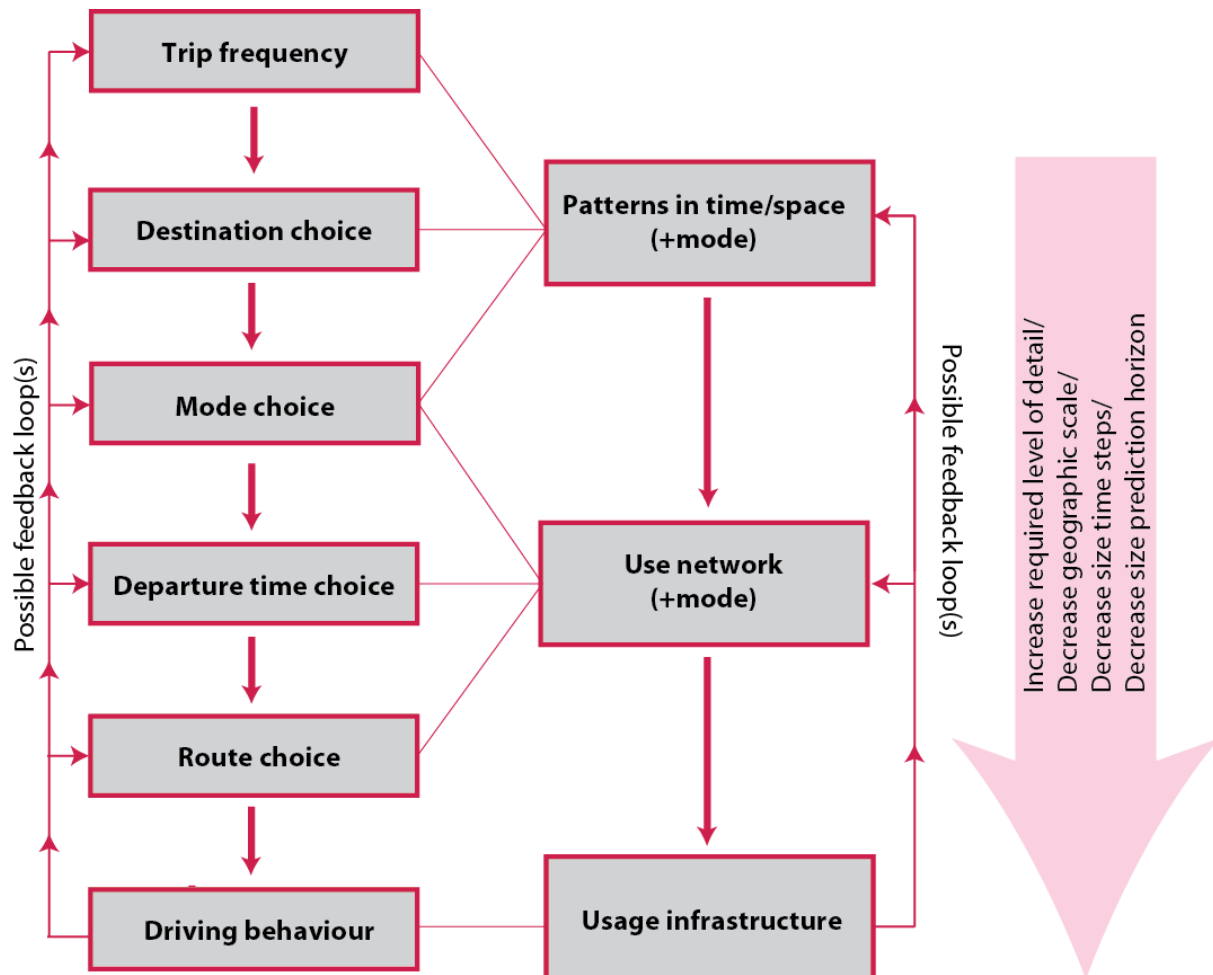 Trip frequency
Destination choice
Mode choice
Departure time choice
Route choice
Driving behaviour
Possible feedback loop(s)
Patterns in time/space
(+mode)
Use network
(+mode)
Usage infrastructure
Possible feedback loop(s)
Increase required level of detail/
Decrease geographic scale/
Decrease size time steps/
Decrease size prediction horizon